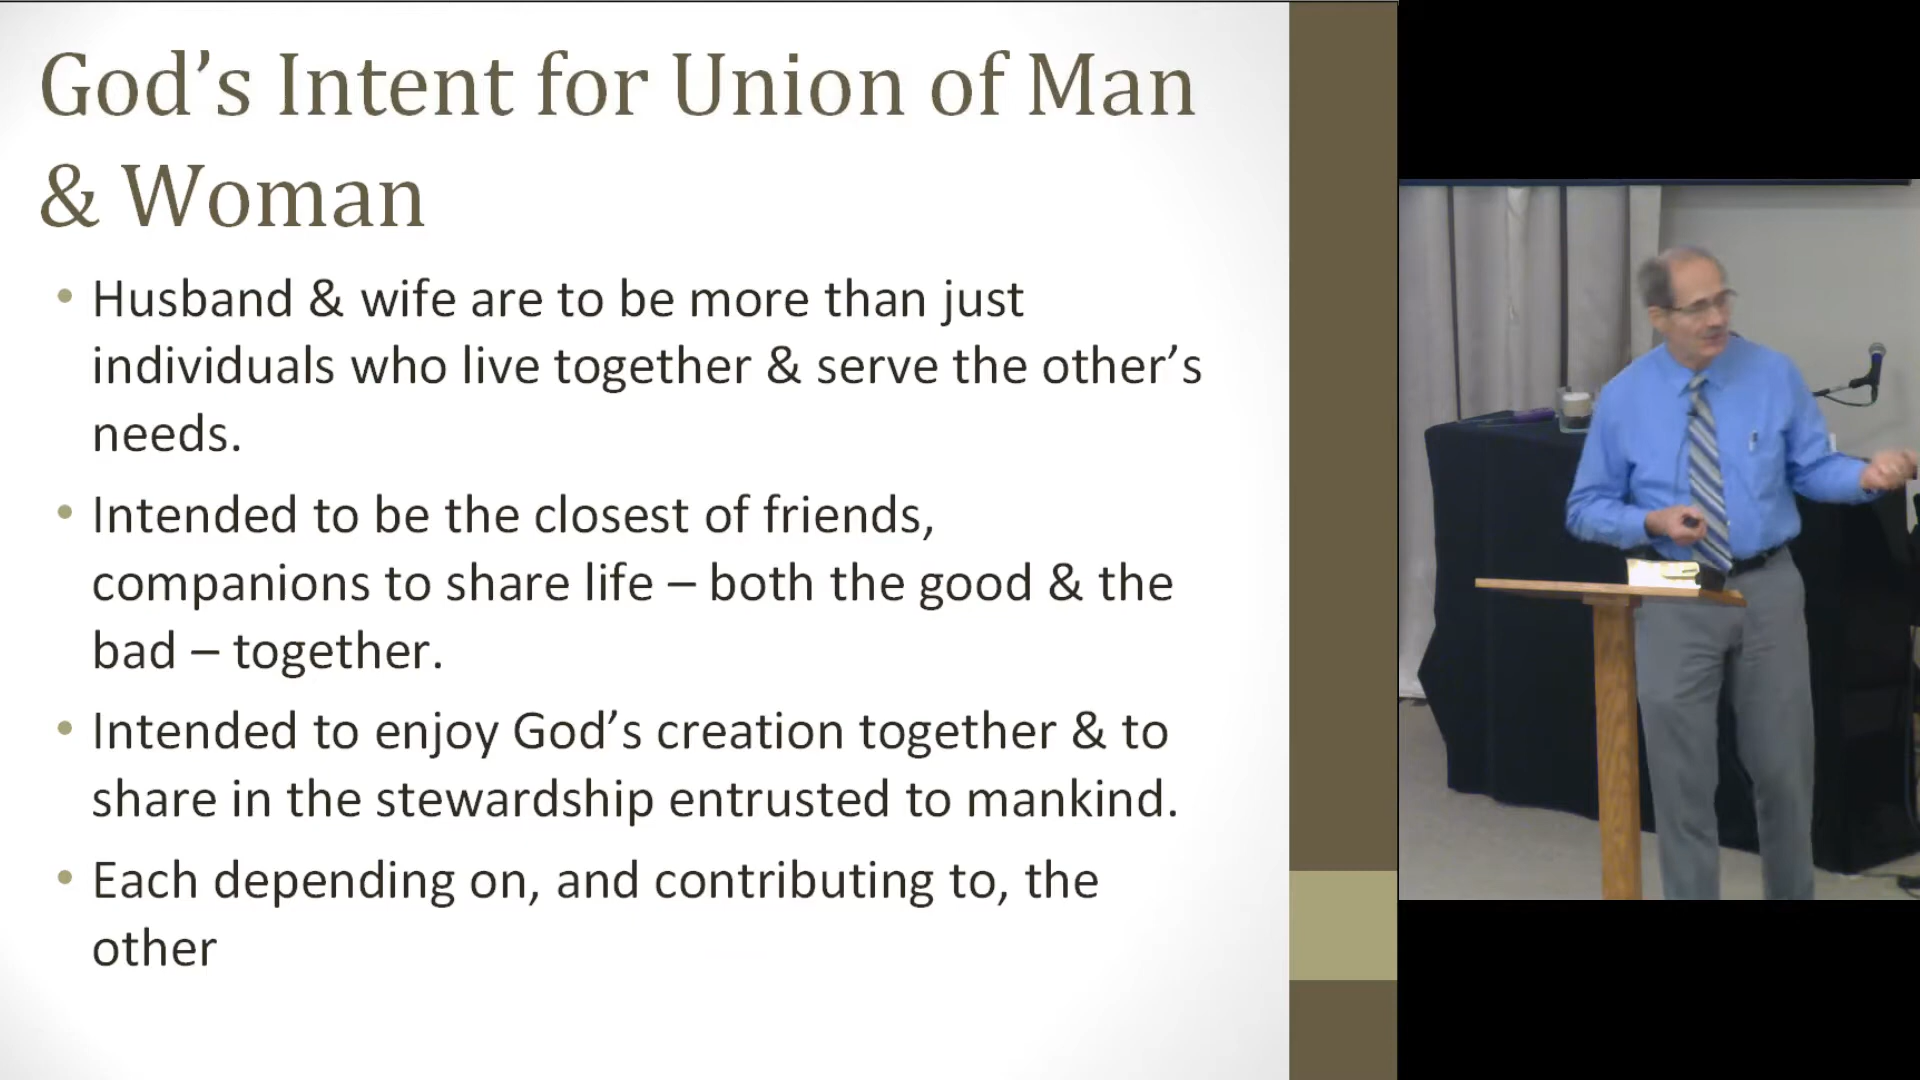 God’s Intent for Union of Man
& Woman
• Husband & wife are to be more than just
individuals who live together & serve the other’s
needs.
• Intended to be the closest of friends,
companions to share life – both the good & the
bad – together.
• Intended to enjoy God’s creation together & to
share in the stewardship entrusted to mankind.
• Each depending on, and contributing to, the
other